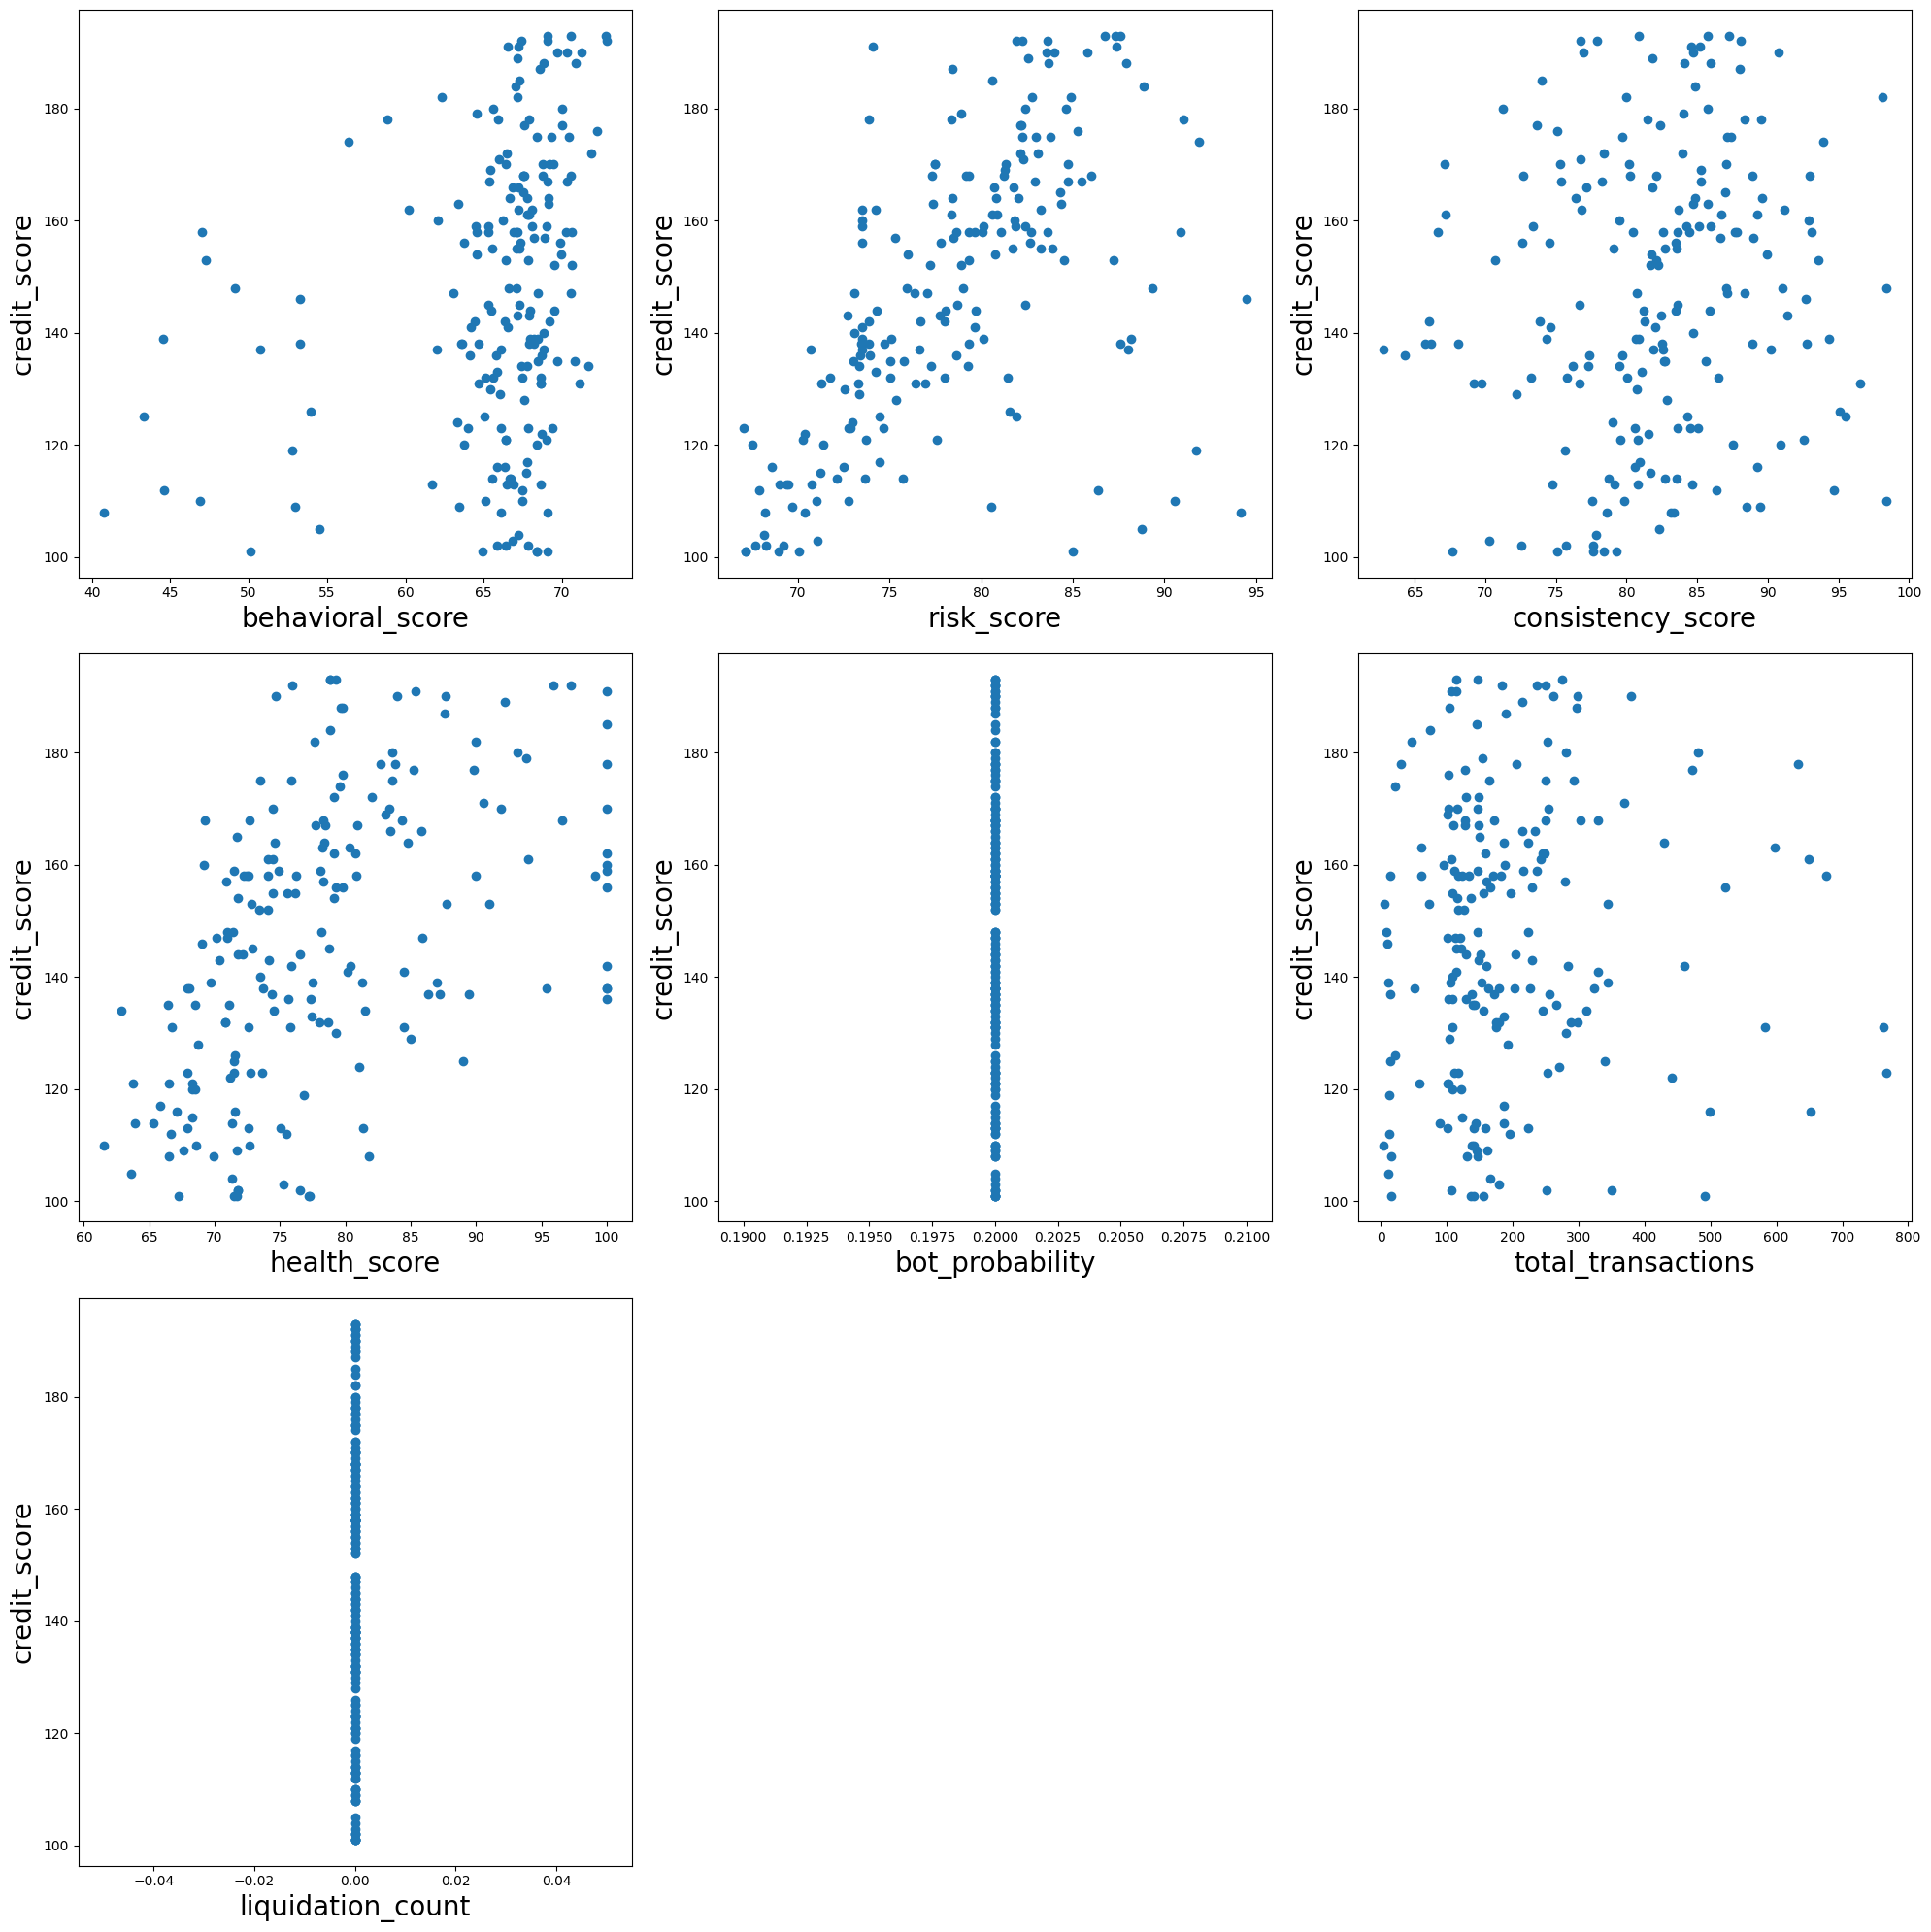 180
160
140
120
100
credit_score
40 45 50 55 60 65 70
behavioral_score
180
160
140
120
100
credit_score
70 75 80 85 90 95
risk_score
180
160
140
120
100
credit_score
65 70 75 80 85 90 95 100
consistency_score
180
160
140
120
100
credit_score
60 65 70 75 80 85 90 95 100
health_score
180
160
140
120
100
credit_score
0.1900 0.1925 0.1950 0.1975 0.2000 0.2025 0.2050 0.2075 0.2100
bot_probability
180
160
140
120
100
credit_score
0 100 200 300 400 500 600 700 800
total_transactions
180
160
140
120
100
credit_score
−0.04 −0.02 0.00 0.02 0.04
liquidation_count